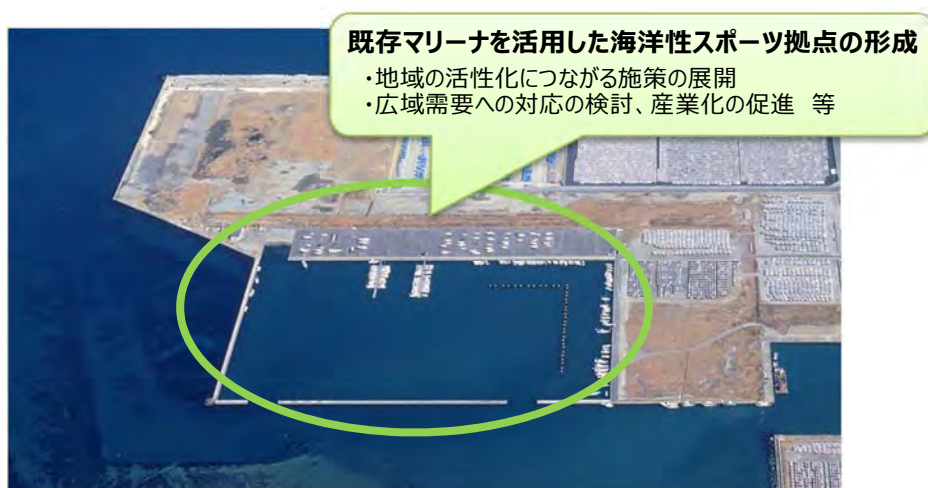 既存マリーナを活用した海洋性スポーツ拠点の形成
・地域の活性化につながる施策の展開
・広域需要への対応の検討、産業化の促進　等